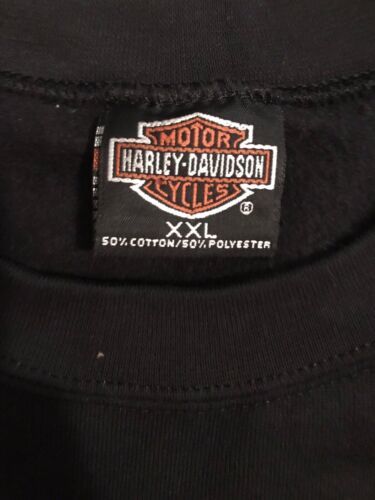 MOTOR
HARLEY-DAVIDSON
CYCLES
®
XXL
50% COTTON/50% POLYESTER